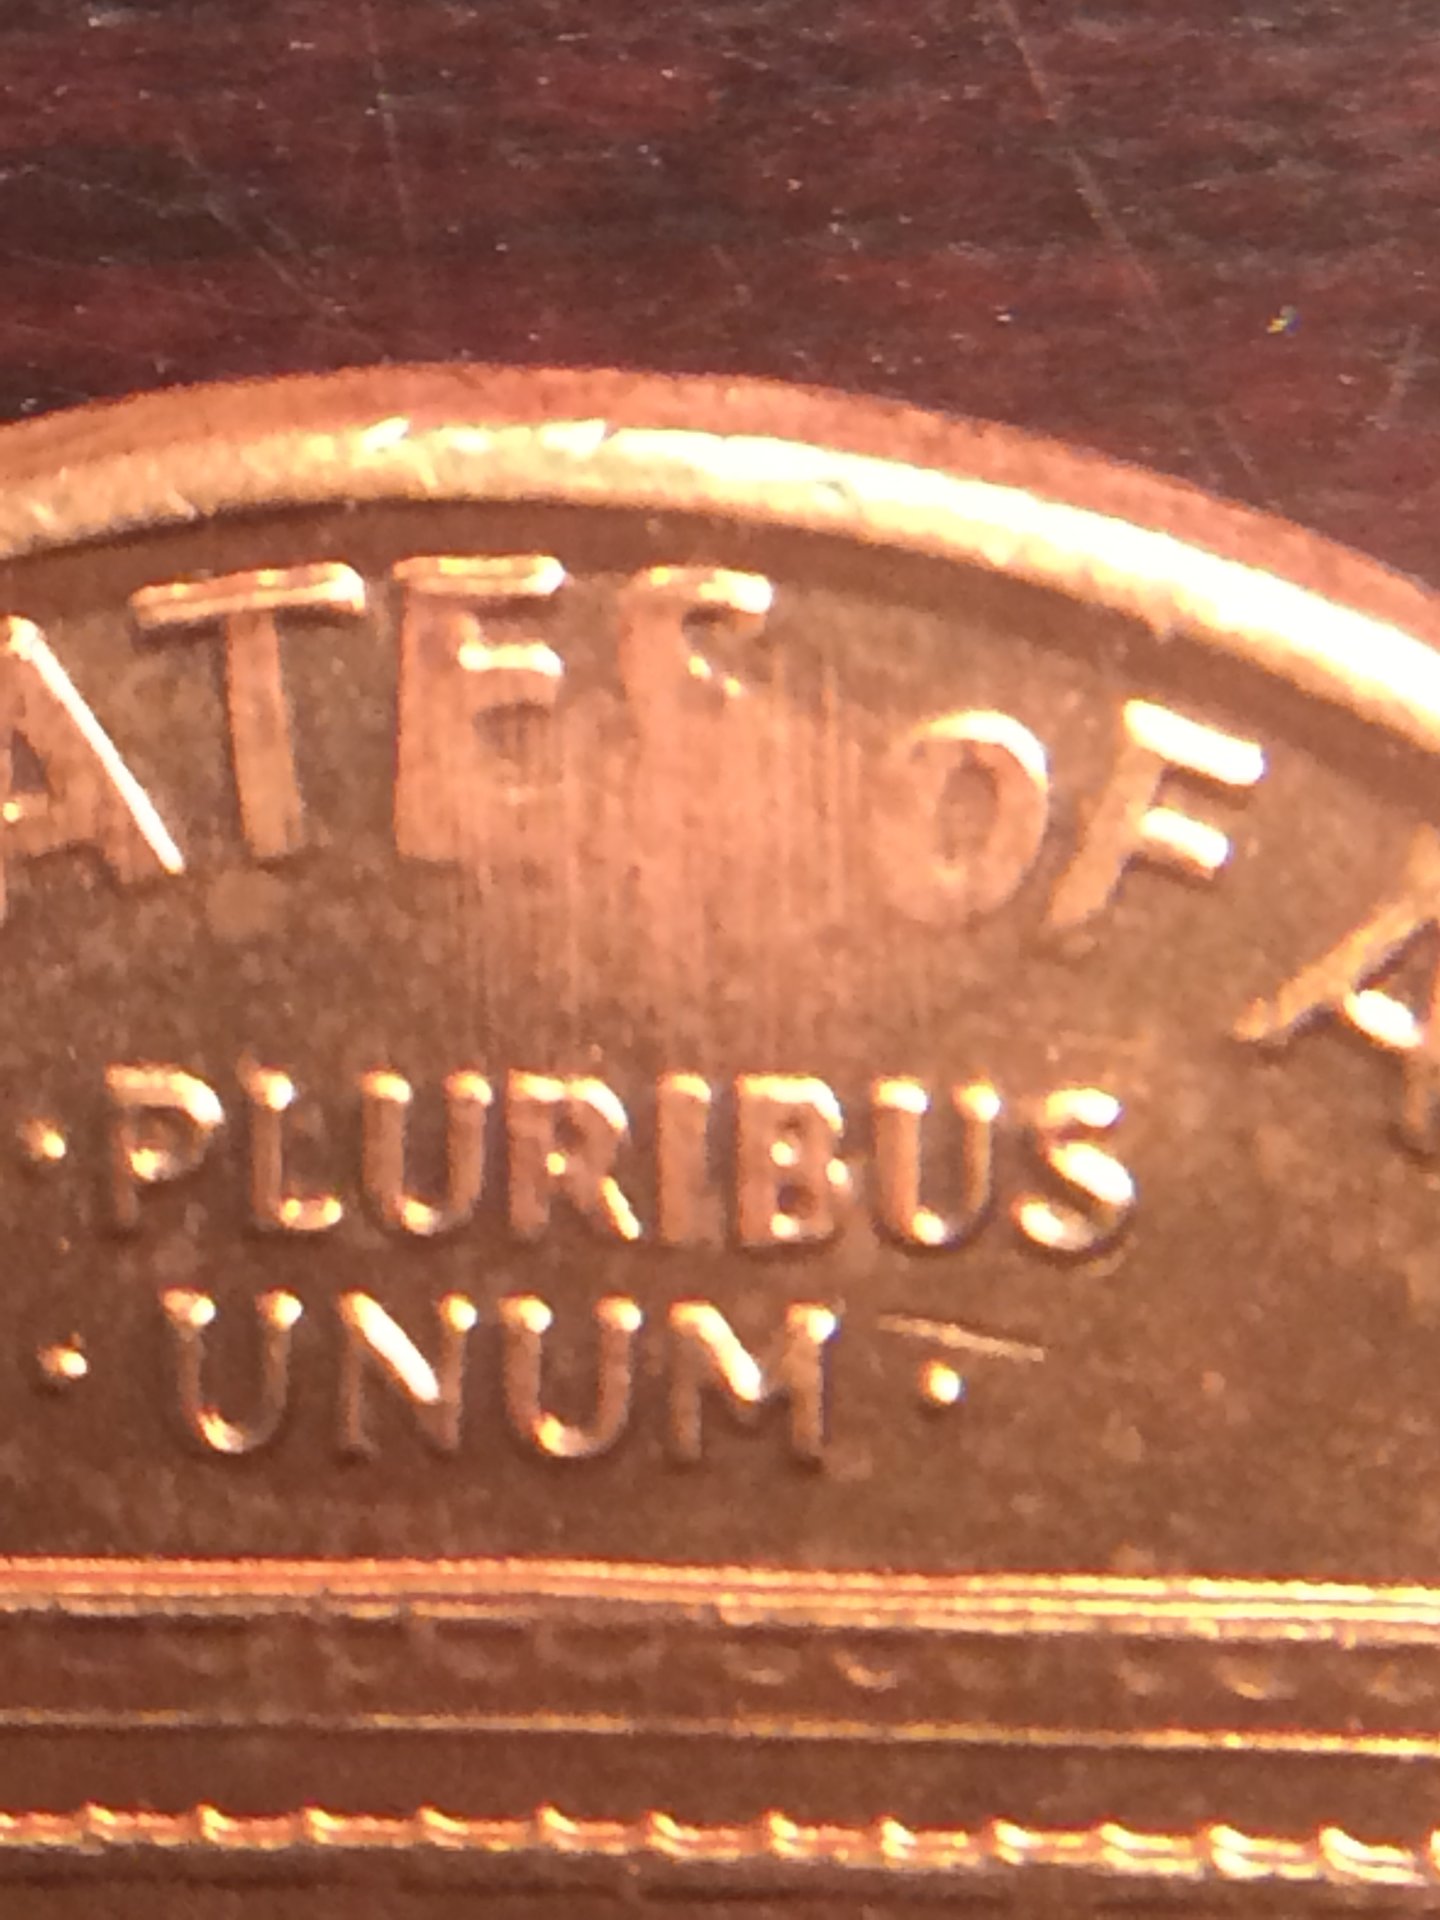 ATES OF A
· PLURIBUS
· UNUM ·